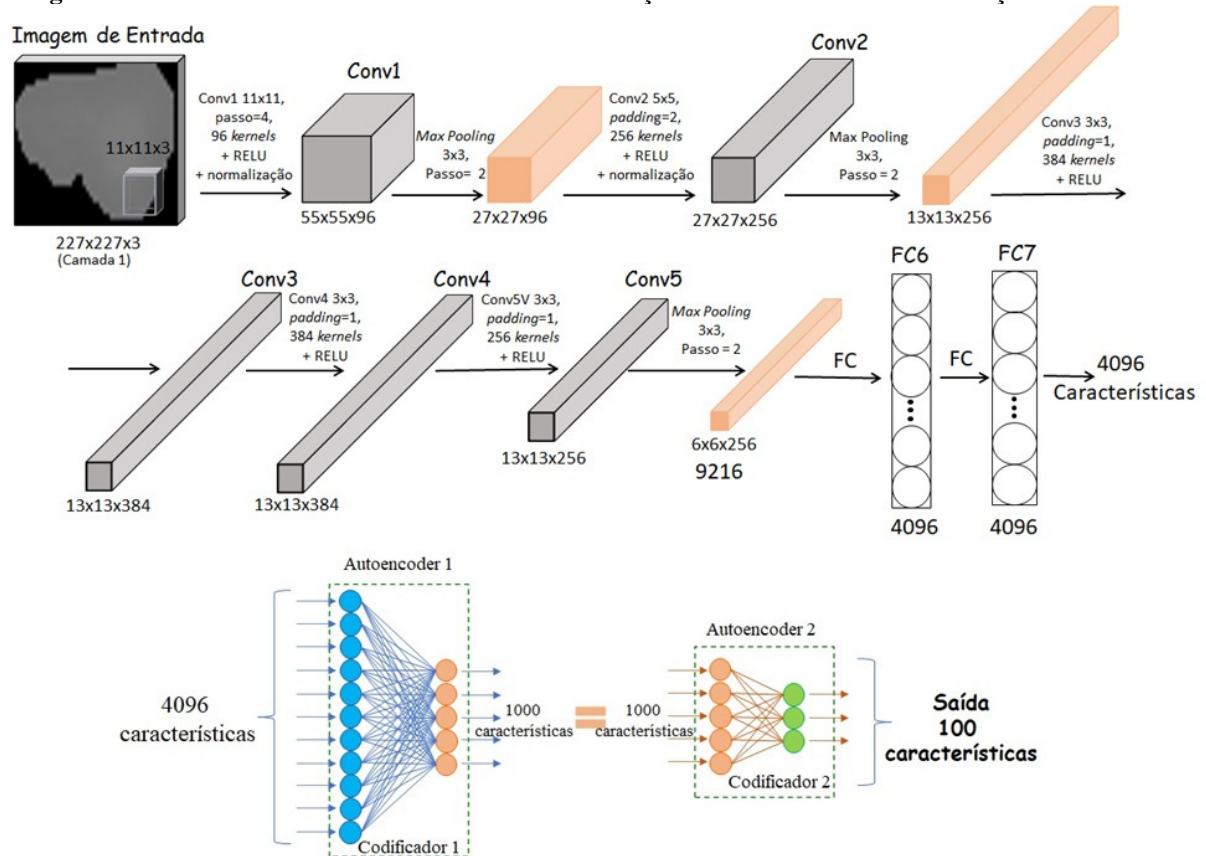 Imagem de Entrada
11x11x3
227x227x3
(Camada 1)
Conv1 11x11,
passo=4,
96 kernels
+ RELU
+ normalização
Conv1
55x55x96
Max Pooling
3x3,
Passo= 2
27x27x96
Conv2 5x5,
padding=2,
256 kernels
+ RELU
+ normalização
Conv2
27x27x256
Max Pooling
3x3,
Passo = 2
13x13x256
Conv3 3x3,
padding=1,
384 kernels
+ RELU
Conv3
13x13x384
Conv4 3x3,
padding=1,
384 kernels
+ RELU
Conv4
13x13x384
Conv5V 3x3,
padding=1,
256 kernels
+ RELU
Conv5
13x13x256
Max Pooling
3x3,
Passo = 2
6x6x256
9216
FC
FC6
4096
FC
FC7
4096
4096
Características
4096
características
Autoencoder 1
Codificador 1
1000
características
1000
características
Autoencoder 2
Codificador 2
Saída
100
características